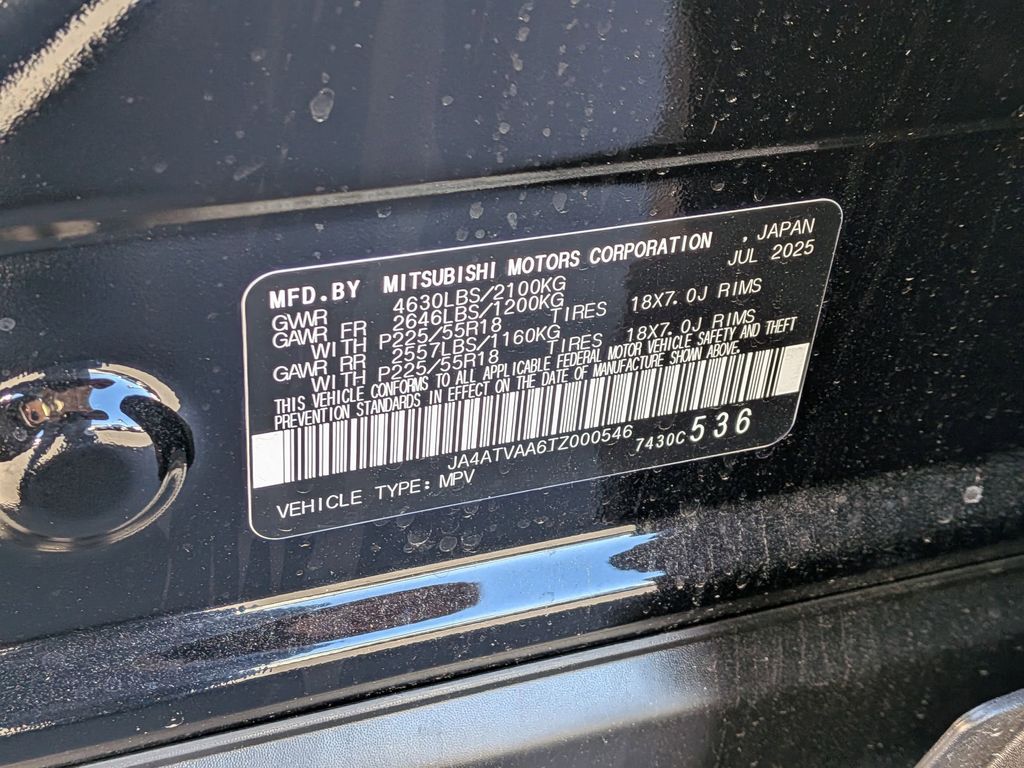 MFD.BY MITSUBISHI MOTORS CORPORATION , JAPAN
JUL 2025
GVWR 4630LBS/2100KG
GAWR FR 2646LBS/1200KG TIRES 18X7.0J RIMS
WITH P225/55R18
GAWR RR 2557LBS/1160KG TIRES 18X7.0J RIMS
WITH P225/55R18
THIS VEHICLE CONFORMS TO ALL APPLICABLE FEDERAL MOTOR VEHICLE SAFETY AND THEFT
PREVENTION STANDARDS IN EFFECT ON THE DATE OF MANUFACTURE SHOWN ABOVE.
JA4ATVAA6TZ000546 7430C 536
VEHICLE TYPE: MPV